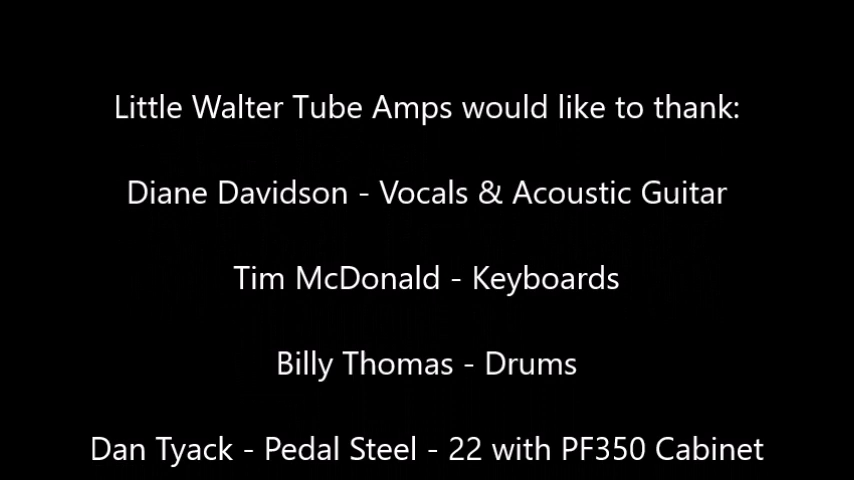 Little Walter Tube Amps would like to thank:
Diane Davidson - Vocals & Acoustic Guitar
Tim McDonald - Keyboards
Billy Thomas - Drums
Dan Tyack - Pedal Steel - 22 with PF350 Cabinet